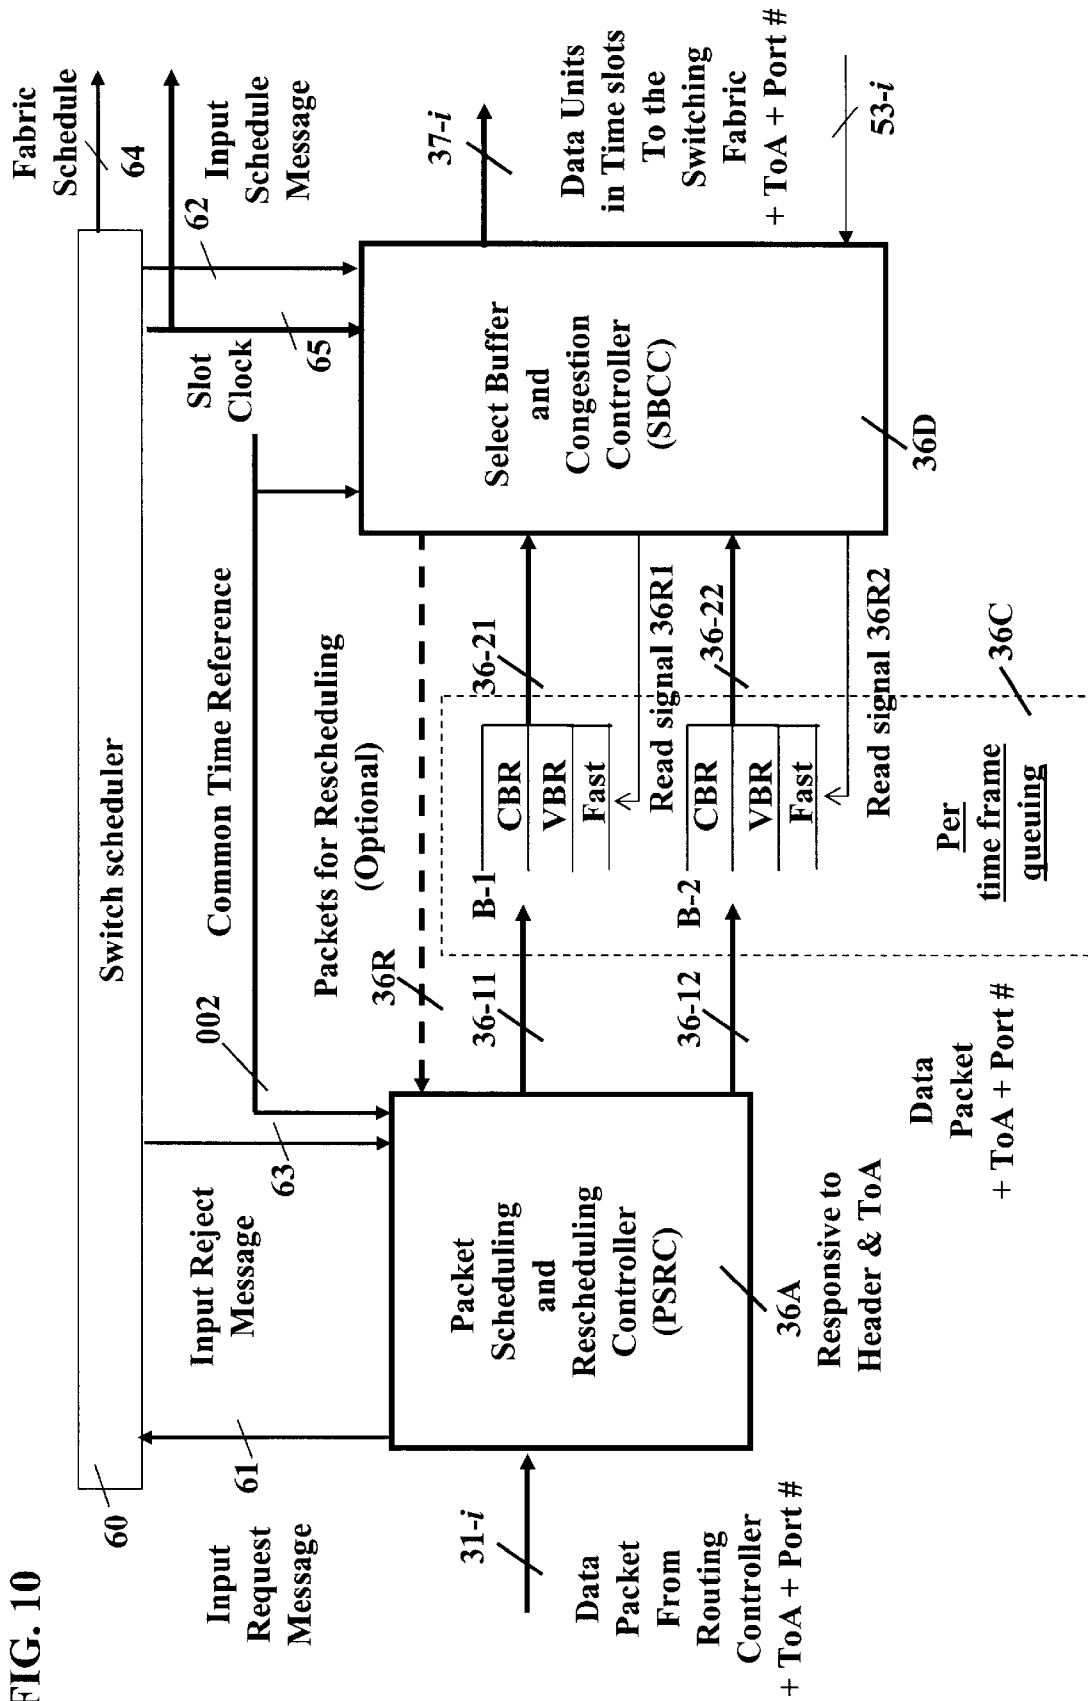 FIG. 10
Switch scheduler
60
Fabric
Schedule
64
Input
Schedule
Message
62
65
Slot
Clock
Common Time Reference
002
63
Input Reject
Message
61
Input
Request
Message
Packets for Rescheduling
(Optional)
36R
31-i
Data
Packet
From
Routing
Controller
+ ToA + Port #
Packet
Scheduling
and
Rescheduling
Controller
(PSRC)
36A
Responsive to
Header & ToA
36-11
36-12
Data
Packet
+ ToA + Port #
B-1
CBR
VBR
Fast
36-21
Read signal 36R1
B-2
CBR
VBR
Fast
36-22
Read signal 36R2
Per
time frame
queuing
36C
Select Buffer
and
Congestion
Controller
(SBCC)
36D
37-i
Data Units
in Time slots
To the
Switching
Fabric
+ ToA + Port #
53-i